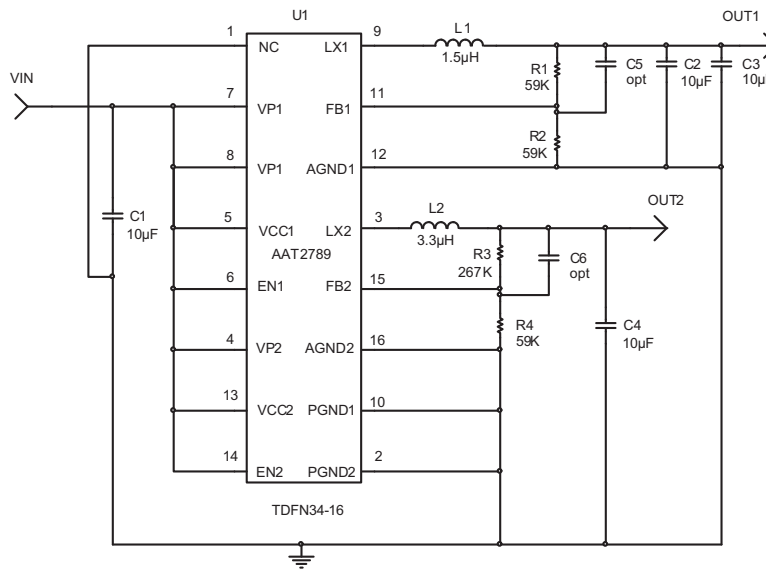 U1
OUT1
1
NC
LX1
9
L1
1.5µH
VIN
R1
59K
C5
opt
C2
10µF
C3
7
VP1
FB1
11
R2
59K
8
VP1
AGND1
12
C1
10µF
5
VCC1
LX2
3
L2
3.3µH
OUT2
AAT2789
R3
267K
C6
opt
6
EN1
FB2
15
R4
59K
C4
10µF
4
VP2
AGND2
16
13
VCC2
PGND1
10
14
EN2
PGND2
2
TDFN34-16